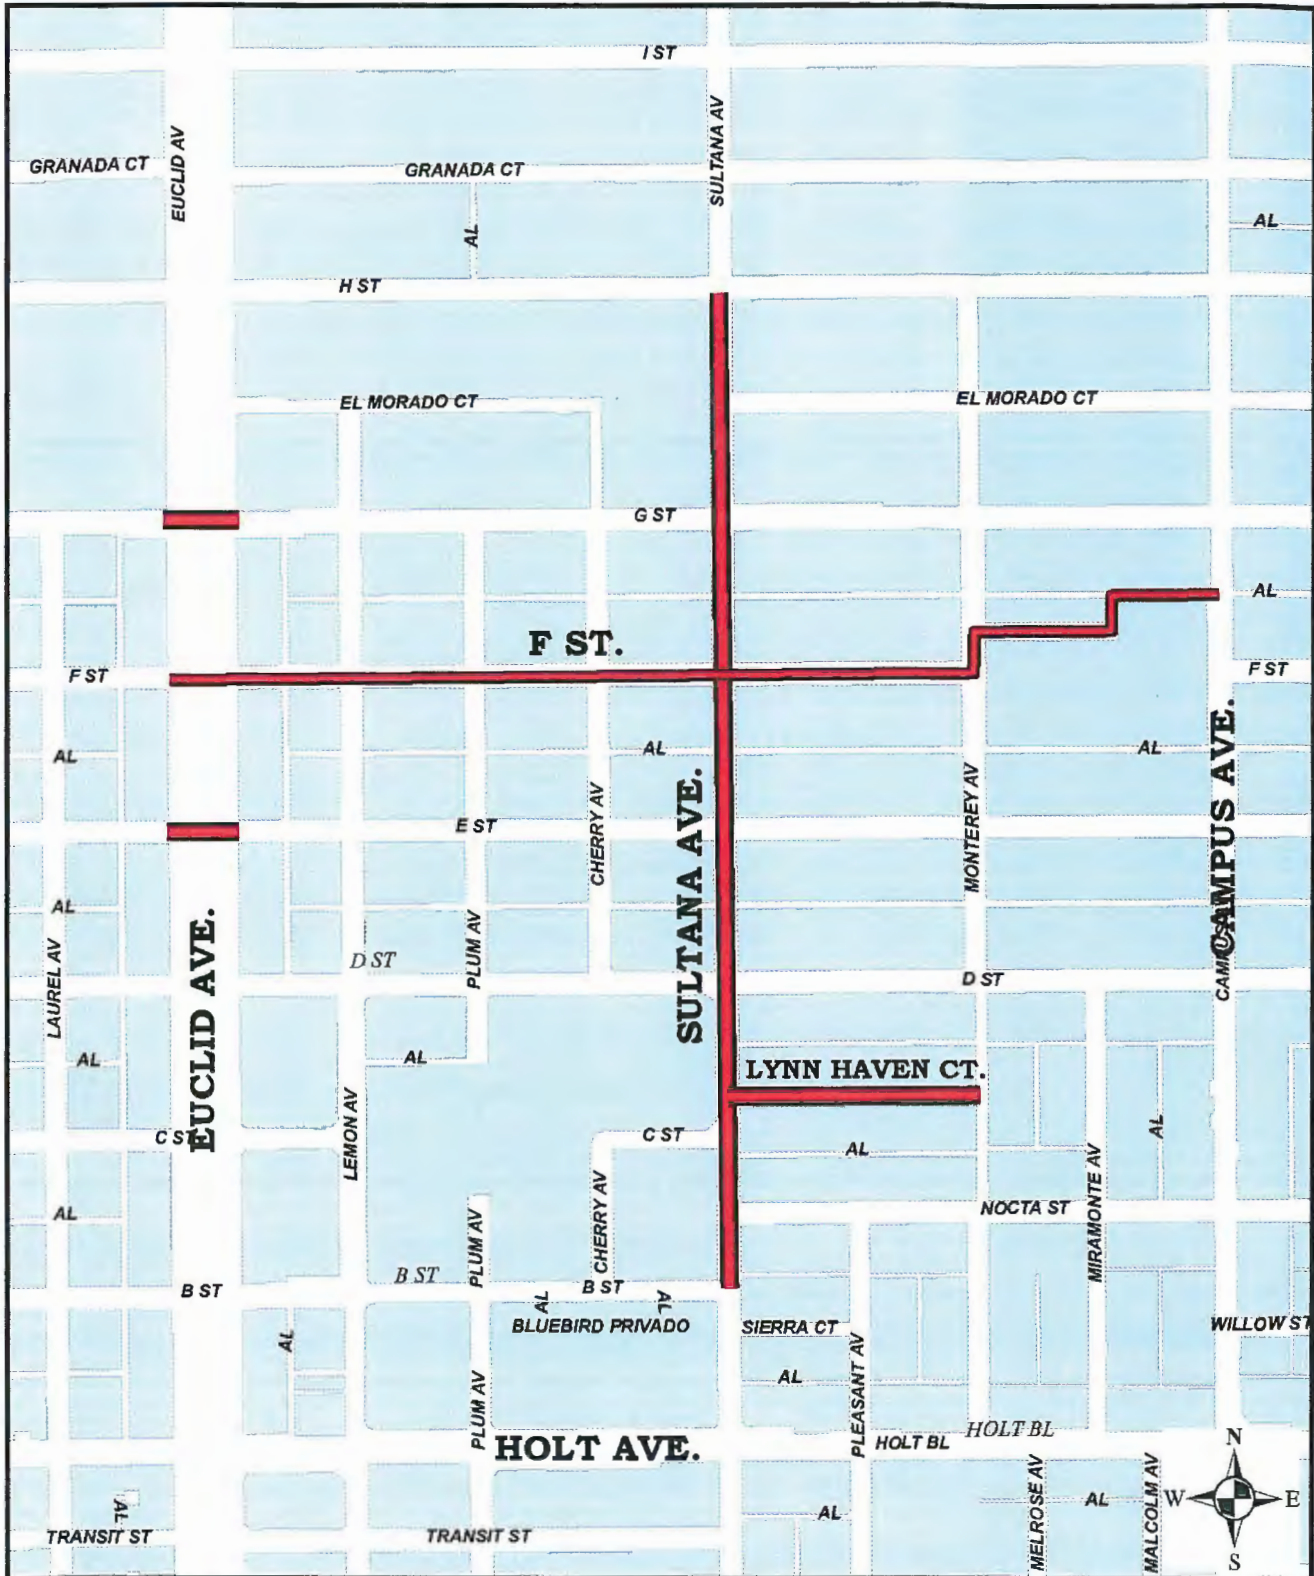 I ST
EUCLID AV
SULTANA AV
GRANADA CT
GRANADA CT
AL
AL
H ST
EL MORADO CT
EL MORADO CT
G ST
AL
F ST.
F ST
F ST
AL
AL
AL
CHERRY AV
SULTANA AVE.
MONTEREY AV
CAMPUS AVE.
E ST
AL
LAUREL AV
EUCLID AVE.
D ST
PLUM AV
D ST
AL
AL
LYNN HAVEN CT.
LEMON AV
C ST
C ST
AL
AL
MIRAMONTE AV
AL
PLUM AV
CHERRY AV
NOCTA ST
B ST
B ST
B ST
AL
AL
BLUEBIRD PRIVADO
SIERRA CT
WILLOW ST
AL
AL
PLEASANT AV
PLUM AV
HOLT AVE.
HOLT BL
HOLT BL
N
W
E
S
AL
TRANSIT ST
TRANSIT ST
AL
MELROSE AV
AL
MALCOLM AV